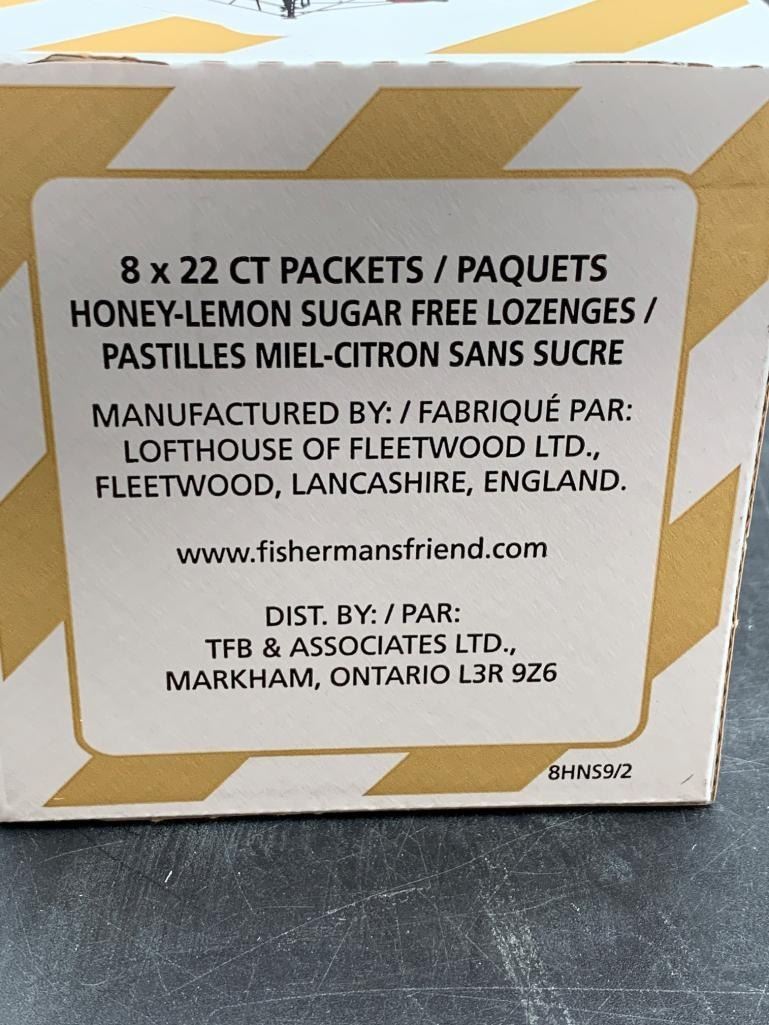 8 x 22 CT PACKETS / PAQUETS
HONEY-LEMON SUGAR FREE LOZENGES /
PASTILLES MIEL-CITRON SANS SUCRE
MANUFACTURED BY: / FABRIQUÉ PAR:
LOFTHOUSE OF FLEETWOOD LTD.,
FLEETWOOD, LANCASHIRE, ENGLAND.
www.fishermansfriend.com
DIST. BY: / PAR:
TFB & ASSOCIATES LTD.,
MARKHAM, ONTARIO L3R 9Z6
8HNS9/2